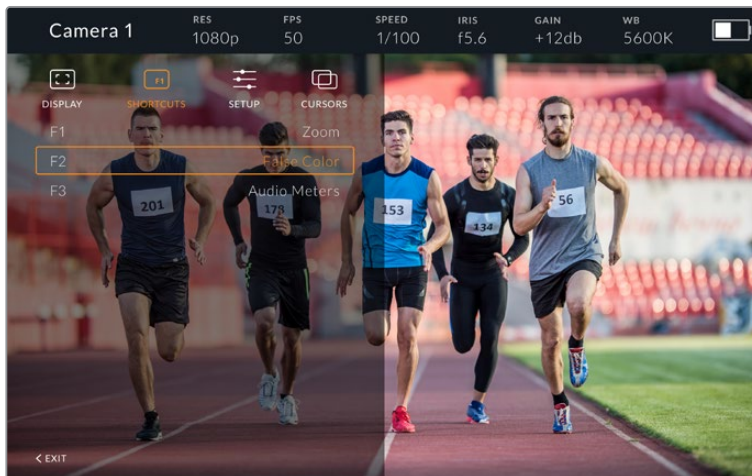 Camera 1
RES
1080p
FPS
50
SPEED
1/100
IRIS
f5.6
GAIN
+12db
WB
5600K
DISPLAY
F1
SHORTCUTS
SETUP
CURSORS
F1 Zoom
F2 False Color
F3 Audio Meters
201
178
153
134
56
< EXIT